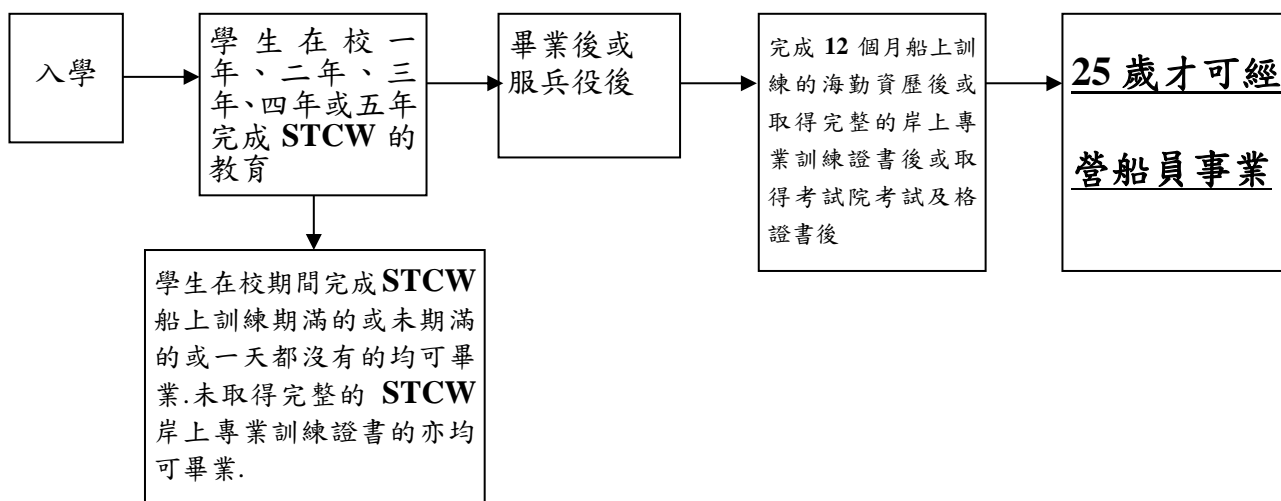 入學
學生在校一
年、二年、三
年、四年或五年
完成 STCW 的
教育
畢業後或
服兵役後
完成 12 個月船上訓
練的海勤資歷後或
取得完整的岸上專
業訓練證書後或取
得考試院考試及格
證書後
25 歲才可經
營船員事業
學生在校期間完成 STCW
船上訓練期滿的或未期滿
的或一天都沒有的均可畢
業.未取得完整的 STCW
岸上專業訓練證書的亦均
可畢業.